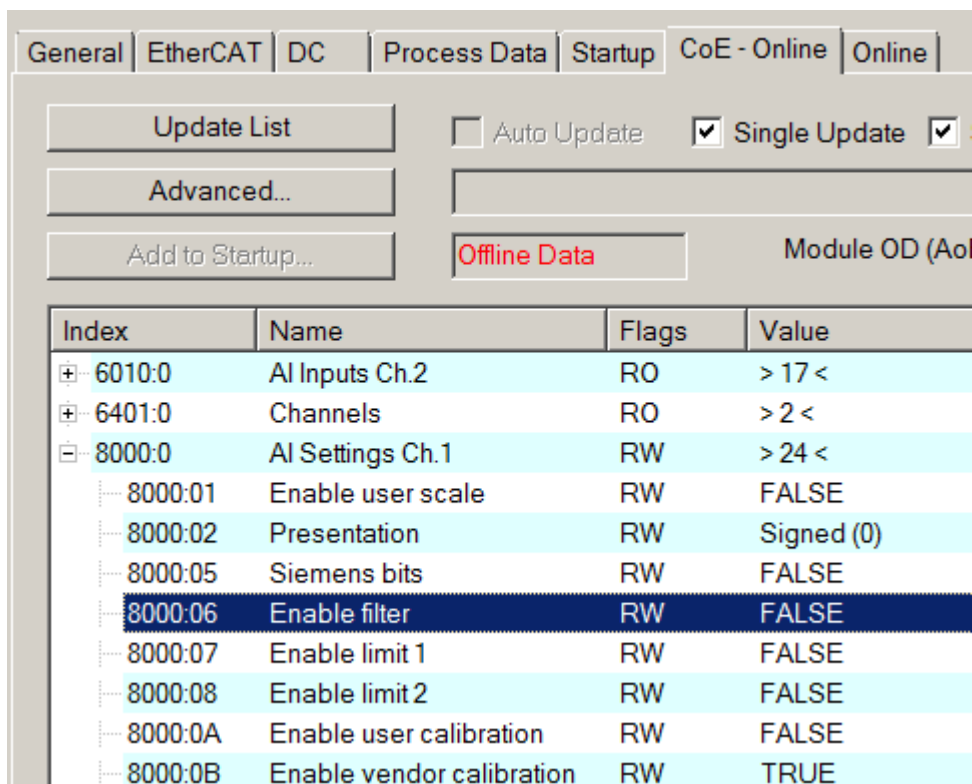 General EtherCAT DC Process Data Startup CoE - Online Online
Update List Auto Update Single Update
Advanced...
Add to Startup... Offline Data Module OD
Index Name Flags Value
6010:0 AI Inputs Ch.2 RO > 17 <
6401:0 Channels RO > 2 <
8000:0 AI Settings Ch.1 RW > 24 <
8000:01 Enable user scale RW FALSE
8000:02 Presentation RW Signed (0)
8000:05 Siemens bits RW FALSE
8000:06 Enable filter RW FALSE
8000:07 Enable limit 1 RW FALSE
8000:08 Enable limit 2 RW FALSE
8000:0A Enable user calibration RW FALSE
8000:0B Enable vendor calibration RW TRUE